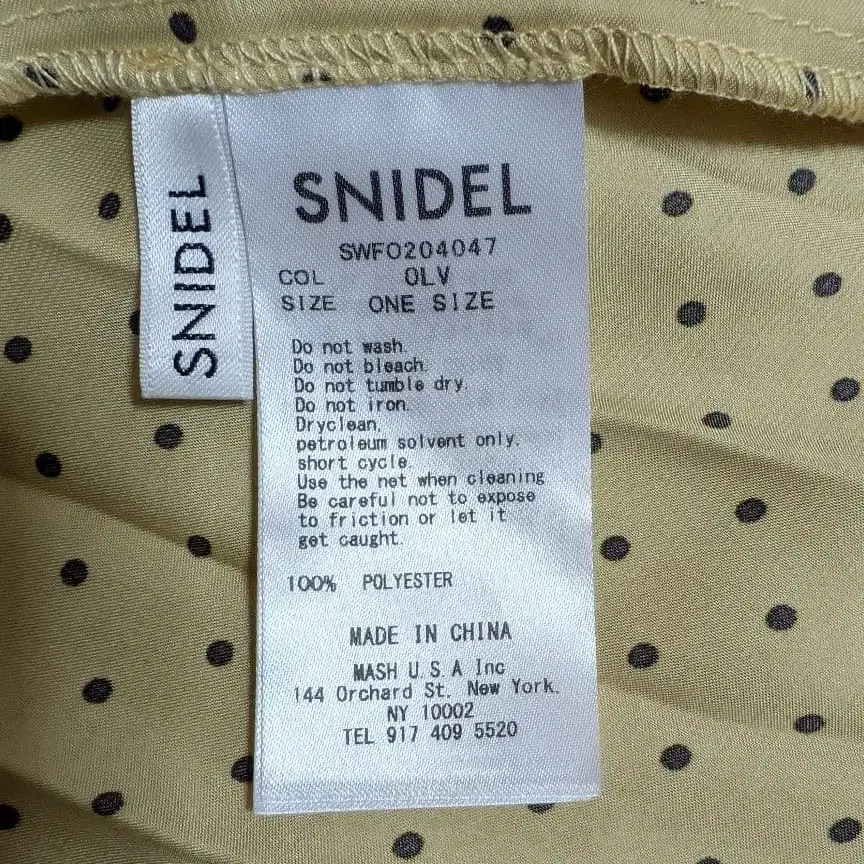 SNIDEL
SNIDEL
SWFO204047
COL OLV
SIZE ONE SIZE
Do not wash.
Do not bleach.
Do not tumble dry.
Do not iron.
Dryclean,
petroleum solvent only.
short cycle.
Use the net when cleaning
Be careful not to expose
to friction or let it
get caught.
100% POLYESTER
MADE IN CHINA
MASH U.S.A Inc
144 Orchard St. New York.
NY 10002
TEL 917 409 5520